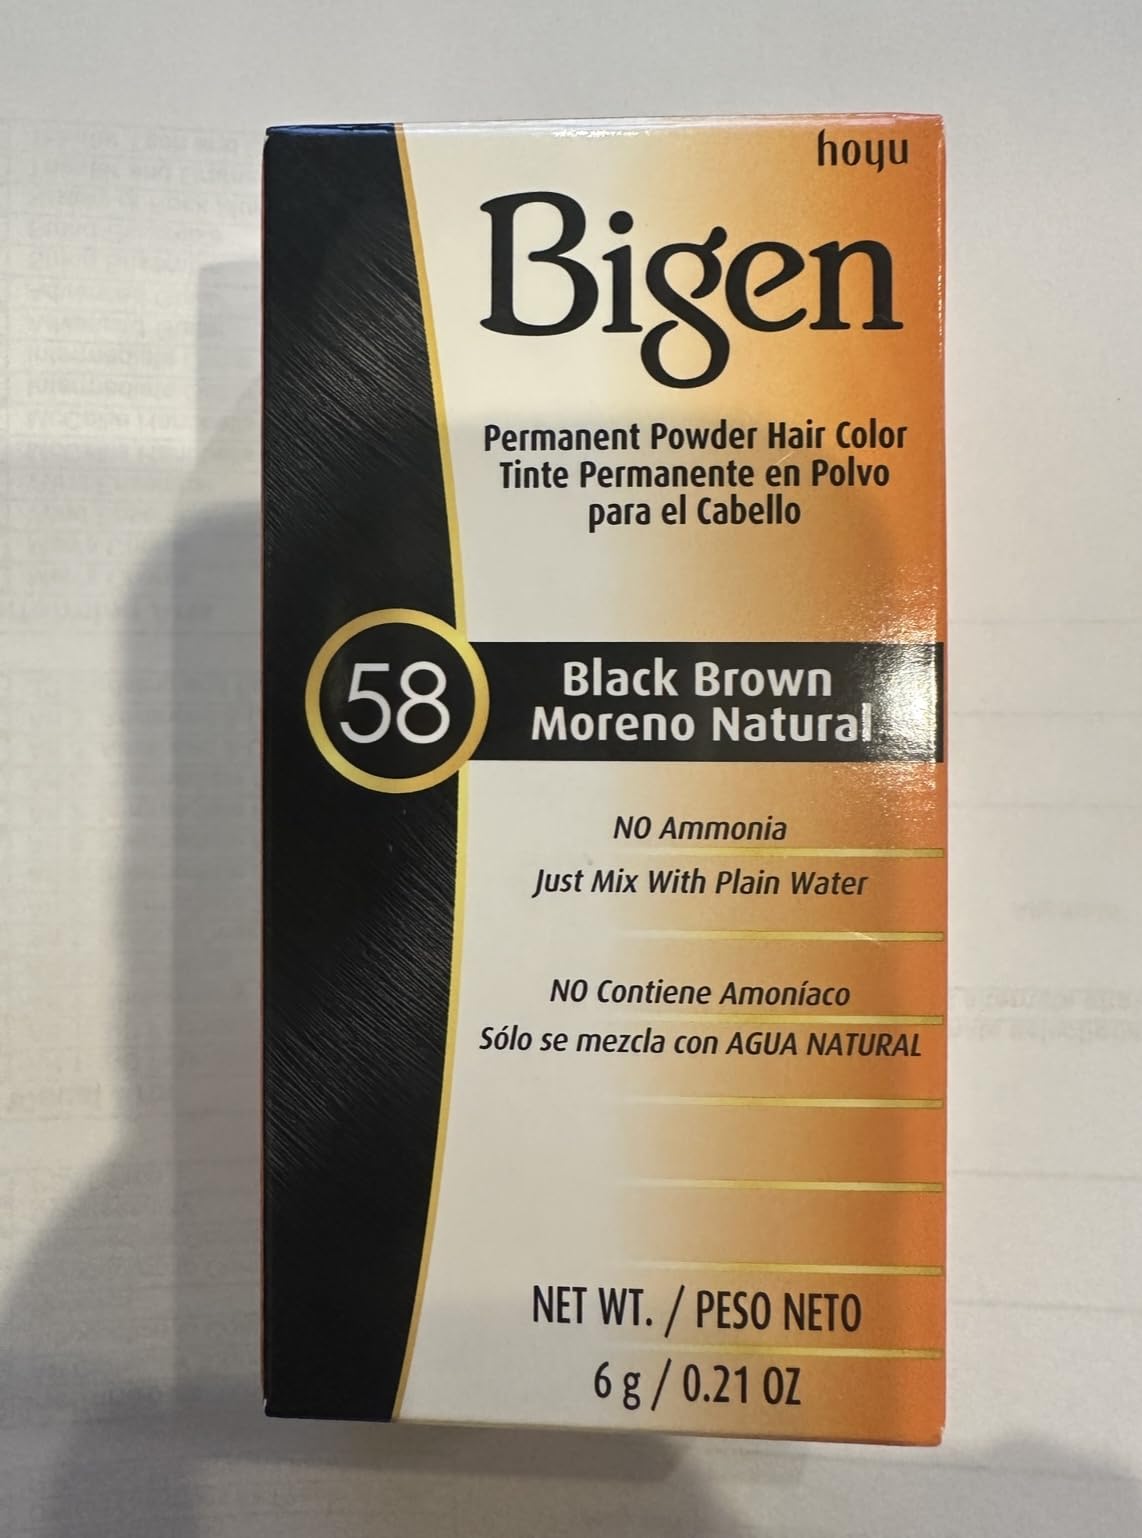 hoyu
Bigen
Permanent Powder Hair Color
Tinte Permanente en Polvo
para el Cabello
58
Black Brown
Moreno Natural
NO Ammonia
Just Mix With Plain Water
NO Contiene Amoníaco
Sólo se mezcla con AGUA NATURAL
NET WT. / PESO NETO
6 g / 0.21 OZ